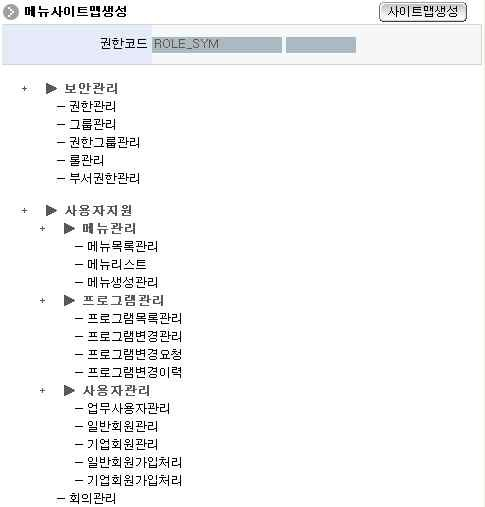 메뉴사이트맵생성 사이트맵생성
권한코드 ROLE_SYM
+ ▶ 보안관리
─ 권한관리
─ 그룹관리
─ 권한그룹관리
─ 롤관리
─ 부서권한관리
+ ▶ 사용자지원
+ ▶ 메뉴관리
─ 메뉴목록관리
─ 메뉴리스트
─ 메뉴생성관리
+ ▶ 프로그램관리
─ 프로그램목록관리
─ 프로그램변경관리
─ 프로그램변경요청
─ 프로그램변경이력
+ ▶ 사용자관리
─ 업무사용자관리
─ 일반회원관리
─ 기업회원관리
─ 일반회원가입처리
─ 기업회원가입처리
─ 회의관리